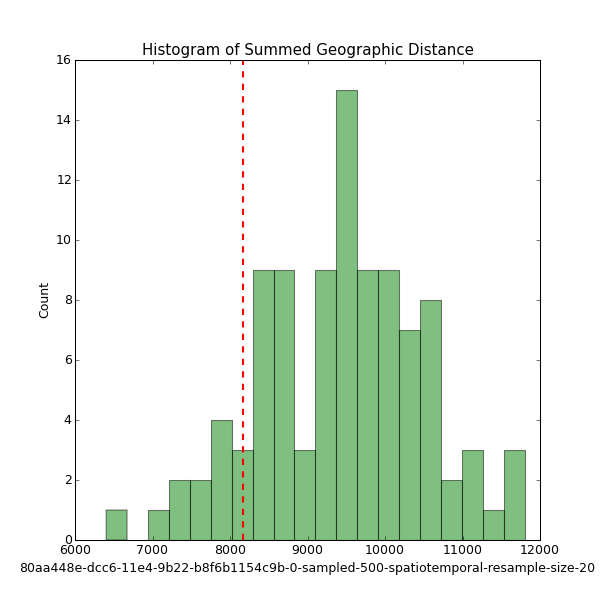 Histogram of Summed Geographic Distance
16
14
12
10
8
6
4
2
0
Count
6000 7000 8000 9000 10000 11000 12000
80aa448e-dcc6-11e4-9b22-b8f6b1154c9b-0-sampled-500-spatiotemporal-resample-size-20